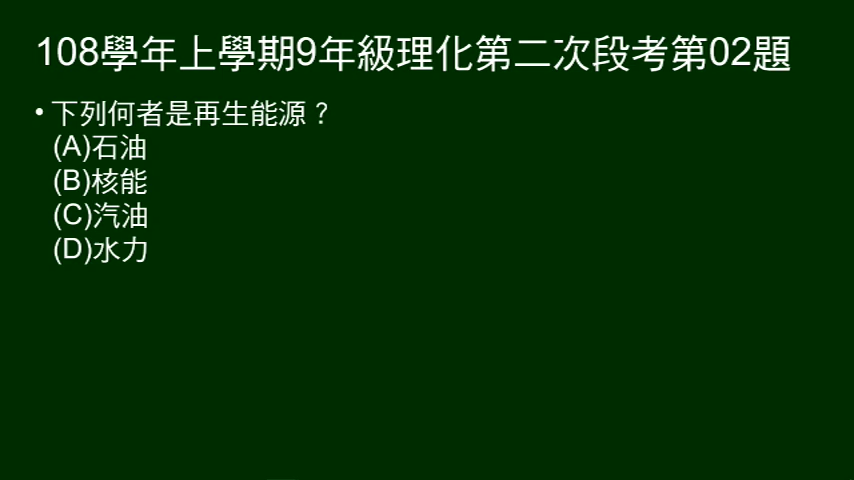 108學年上學期9年級理化第二次段考第02題
•下列何者是再生能源？
(A)石油
(B)核能
(C)汽油
(D)水力